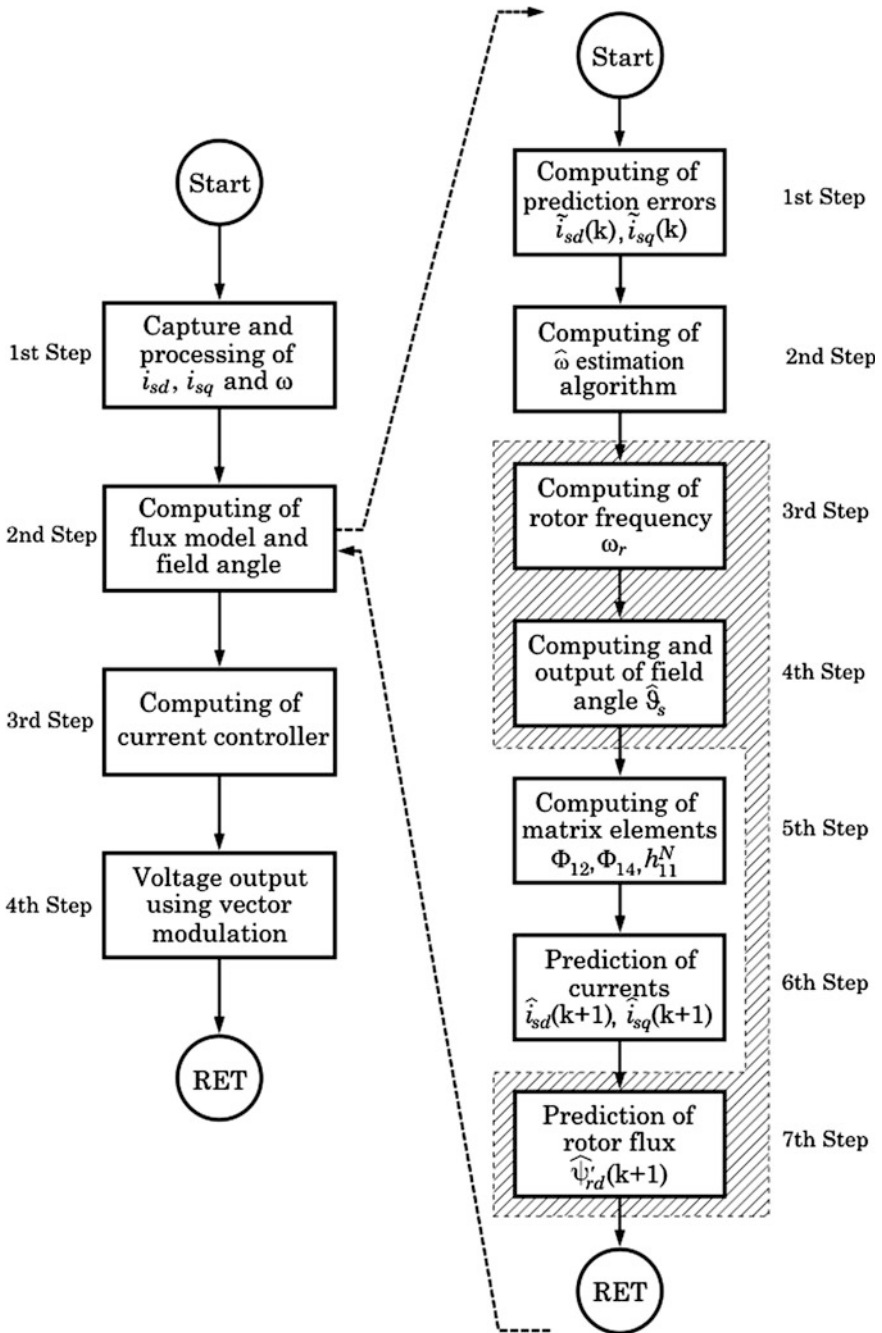 Start
1st Step
Capture and
processing of
i_sd, i_sq and ω
2nd Step
Computing of
flux model and
field angle
3rd Step
Computing of
current controller
4th Step
Voltage output
using vector
modulation
RET
Start
Computing of
prediction errors
ĩ_sd(k), ĩ_sq(k)
1st Step
Computing of
ω̂ estimation
algorithm
2nd Step
Computing of
rotor frequency
ω_r
3rd Step
Computing and
output of field
angle ϑ̂_s
4th Step
Computing of
matrix elements
Φ_12, Φ_14, h_11^N
5th Step
Prediction of
currents
î_sd(k+1), î_sq(k+1)
6th Step
Prediction of
rotor flux
ψ̂'_rd(k+1)
7th Step
RET